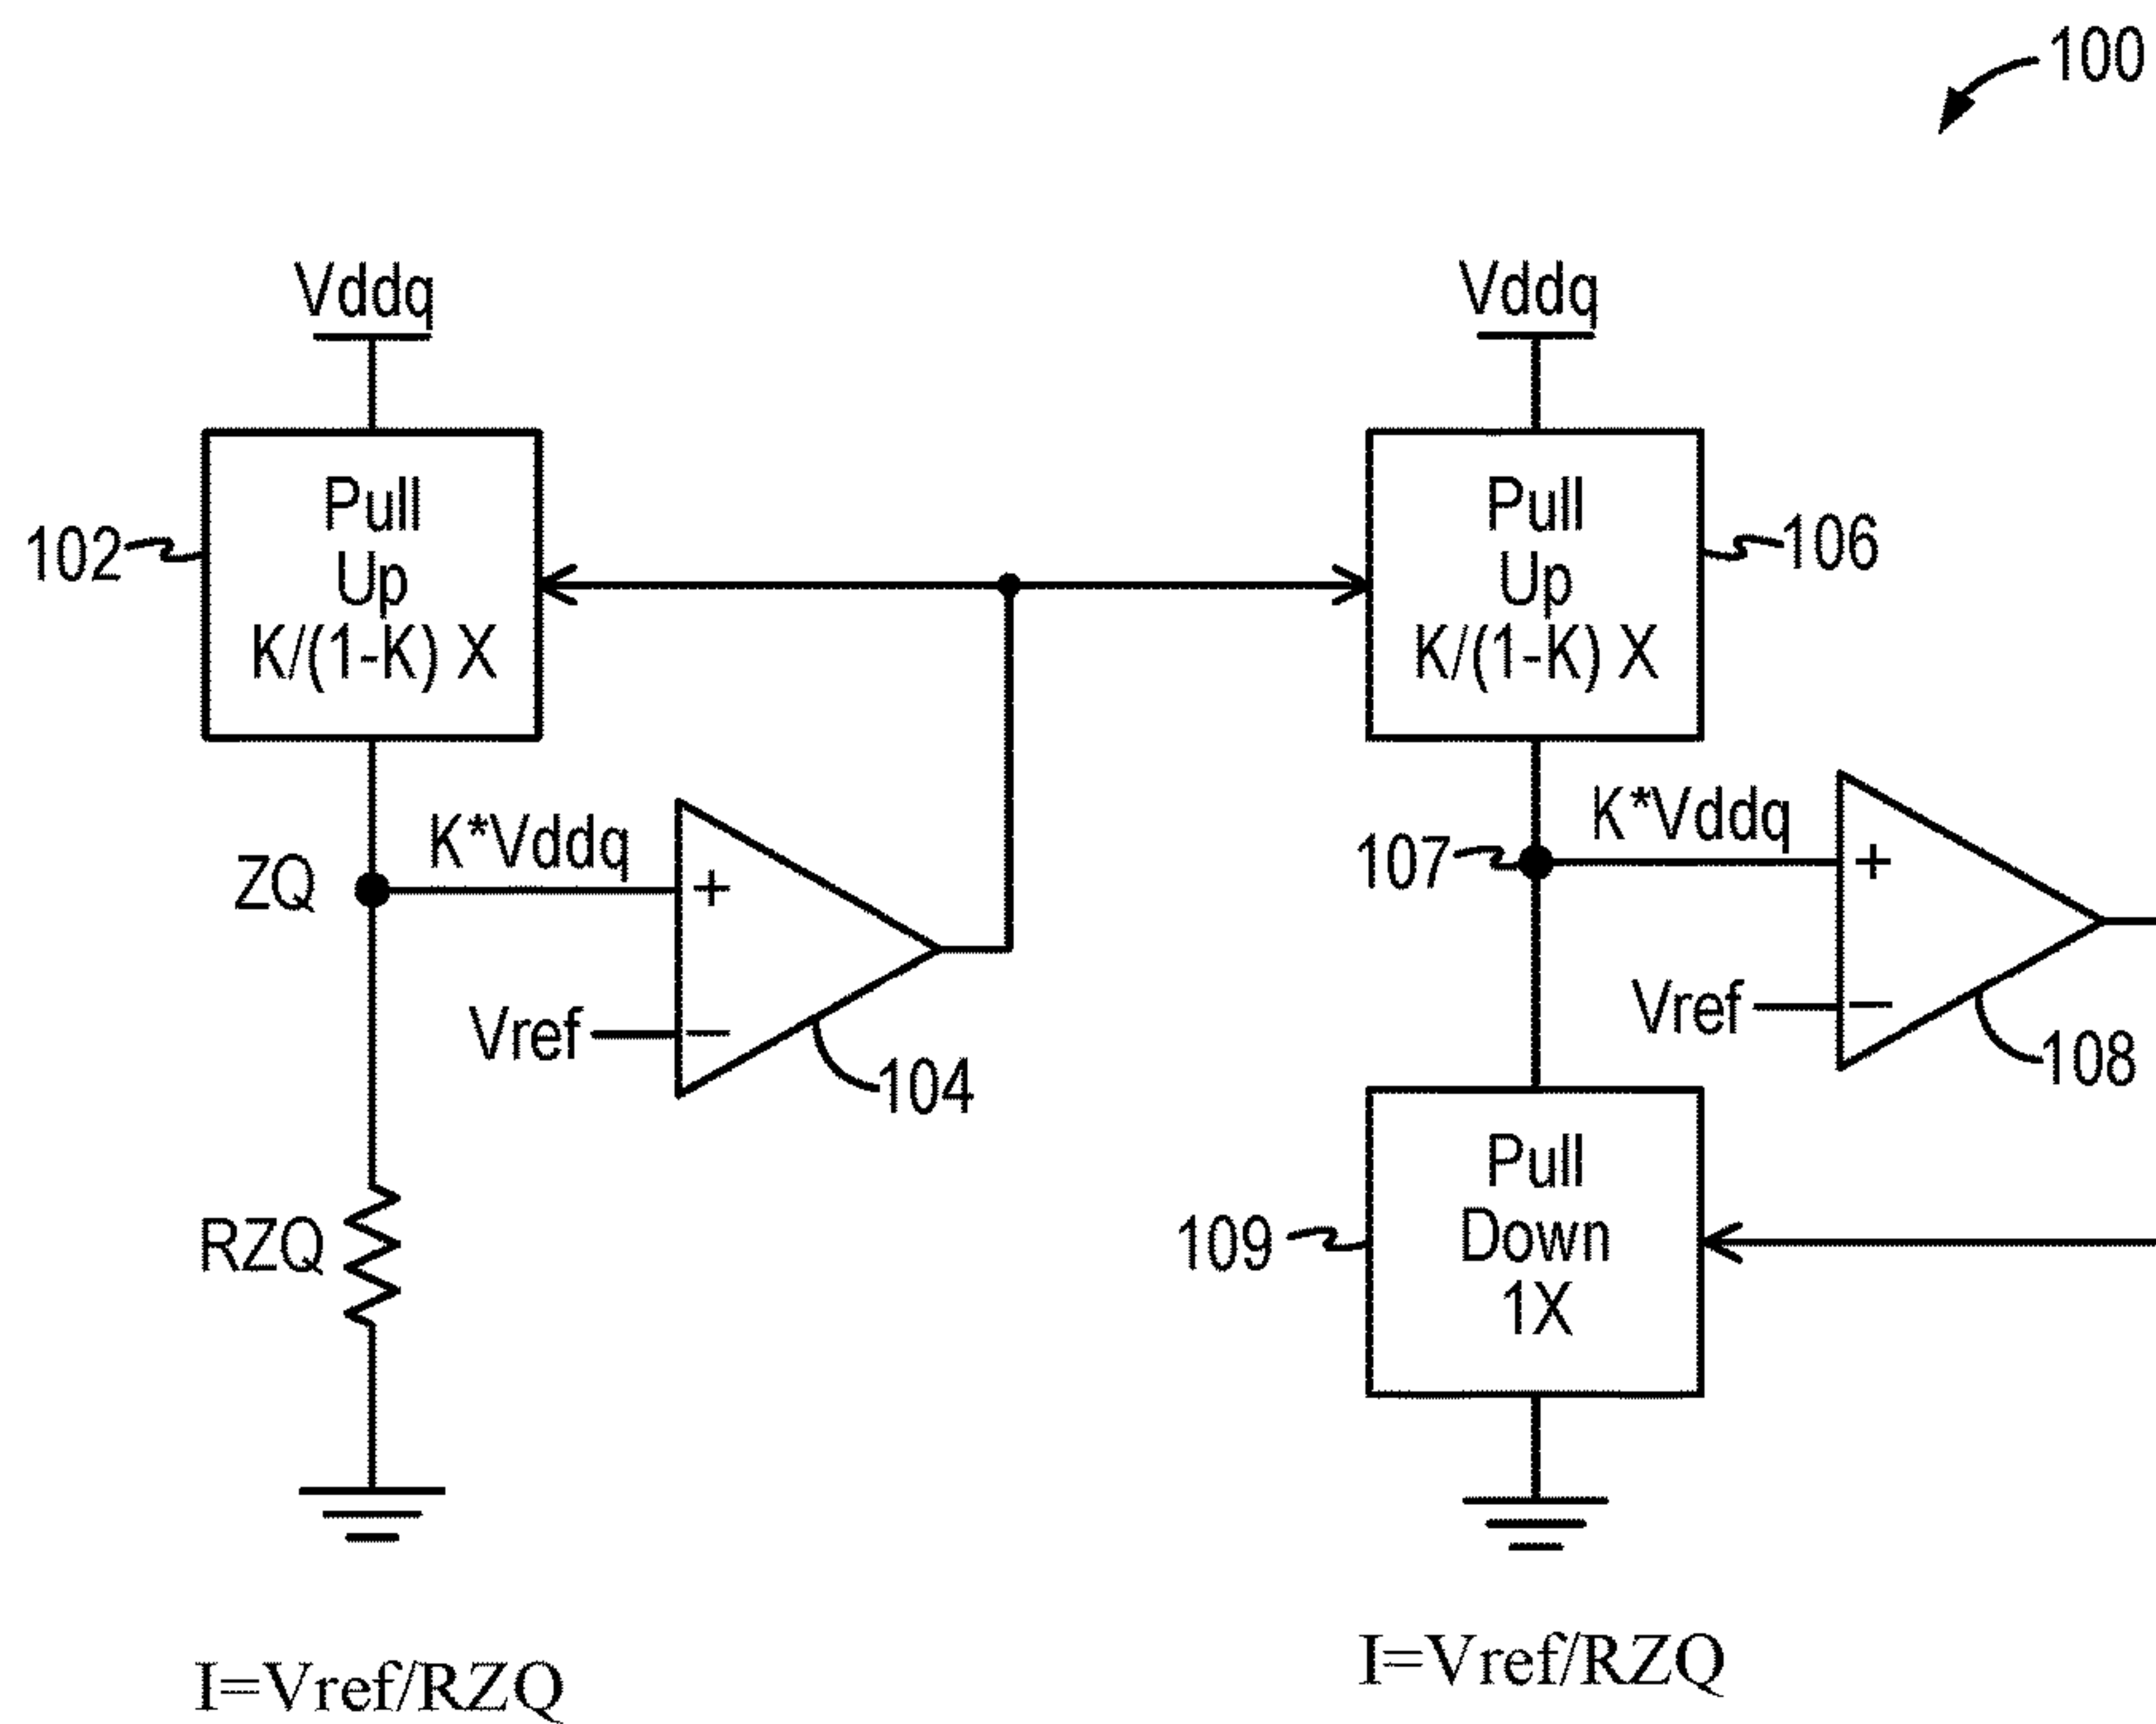 100
Vddq
Vddq
Pull
Up
K/(1-K) X
102
Pull
Up
K/(1-K) X
106
ZQ
K*Vddq
+
Vref
−
104
107
K*Vddq
+
Vref
−
108
RZQ
109
Pull
Down
1X
I=Vref/RZQ
I=Vref/RZQ